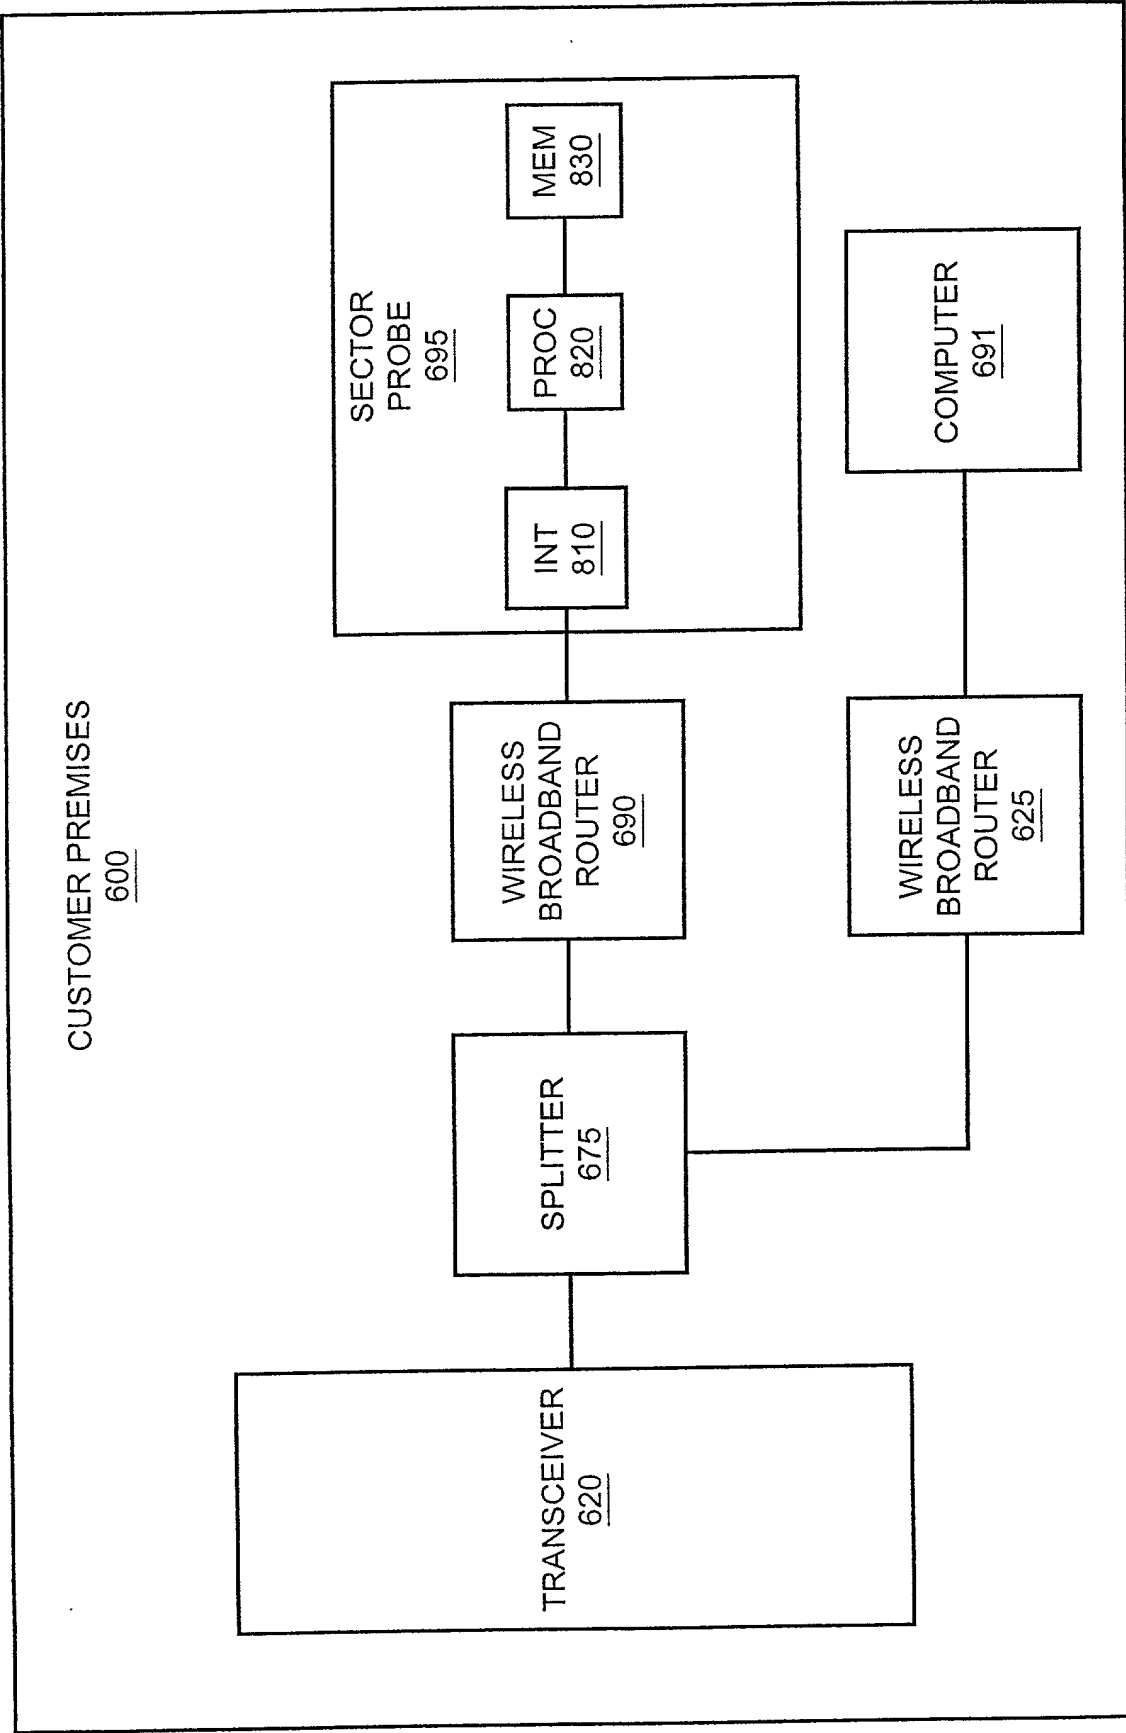 CUSTOMER PREMISES
600
TRANSCEIVER
620
SPLITTER
675
WIRELESS
BROADBAND
ROUTER
690
SECTOR
PROBE
695
INT
810
PROC
820
MEM
830
WIRELESS
BROADBAND
ROUTER
625
COMPUTER
691